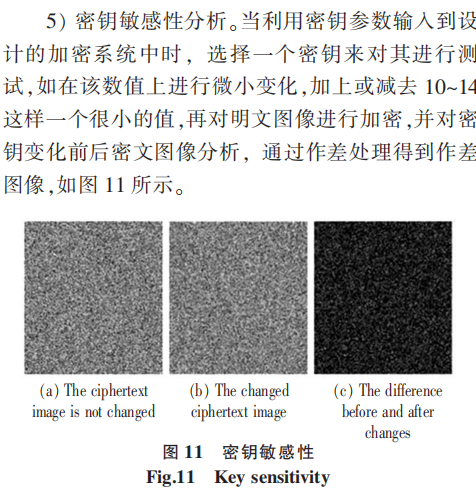 5) 密钥敏感性分析。当利用密钥参数输入到设
计的加密系统中时，选择一个密钥来对其进行测
试,如在该数值上进行微小变化,加上或减去 10~14
这样一个很小的值,再对明文图像进行加密,并对密
钥变化前后密文图像分析，通过作差处理得到作差
图像,如图 11 所示。
(a) The ciphertext
image is not changed
(b) The changed
ciphertext image
(c) The difference
before and after
changes
图 11 密钥敏感性
Fig.11 Key sensitivity